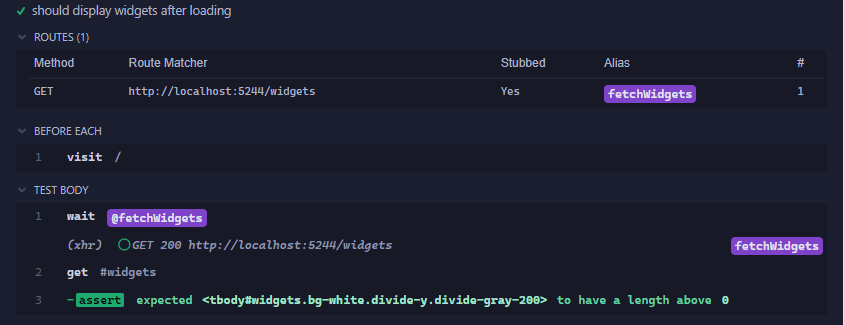 ✔ should display widgets after loading
ROUTES (1)
Method Route Matcher Stubbed Alias #
GET http://localhost:5244/widgets Yes fetchWidgets 1
BEFORE EACH
1 visit /
TEST BODY
1 wait @fetchWidgets
(xhr) GET 200 http://localhost:5244/widgets fetchWidgets
2 get #widgets
3 -assert expected <tbody#widgets.bg-white.divide-y.divide-gray-200> to have a length above 0